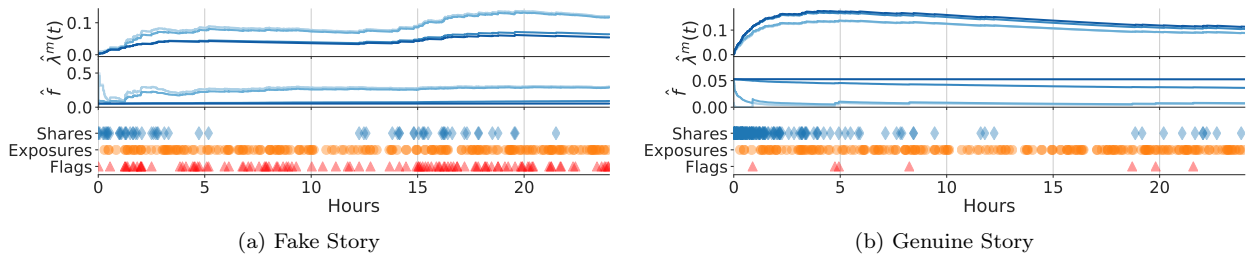 0.1
0.0
λ̂ᵐ(t)
0.5
0.0
f̂
Shares
Exposures
Flags
0 5 10 15 20
Hours
(a) Fake Story
0.1
0.0
λ̂ᵐ(t)
0.05
0.00
f̂
Shares
Exposures
Flags
0 5 10 15 20
Hours
(b) Genuine Story